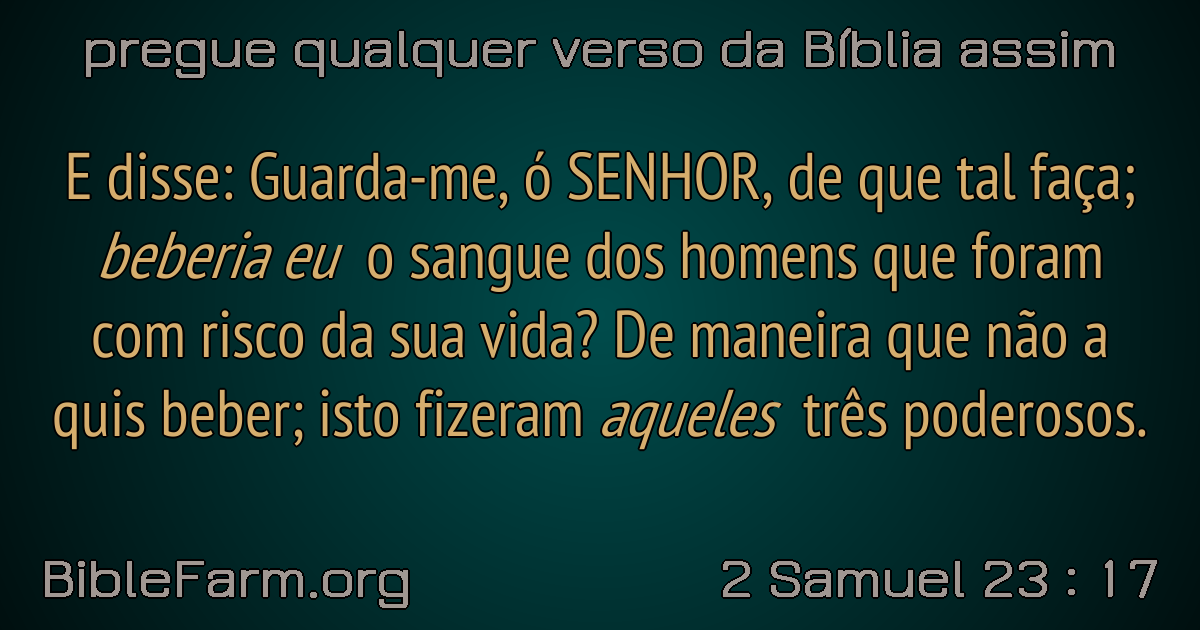 pregue qualquer verso da Bíblia assim
E disse: Guarda-me, ó SENHOR, de que tal faça;
beberia eu o sangue dos homens que foram
com risco da sua vida? De maneira que não a
quis beber; isto fizeram aqueles três poderosos.
BibleFarm.org
2 Samuel 23 : 17